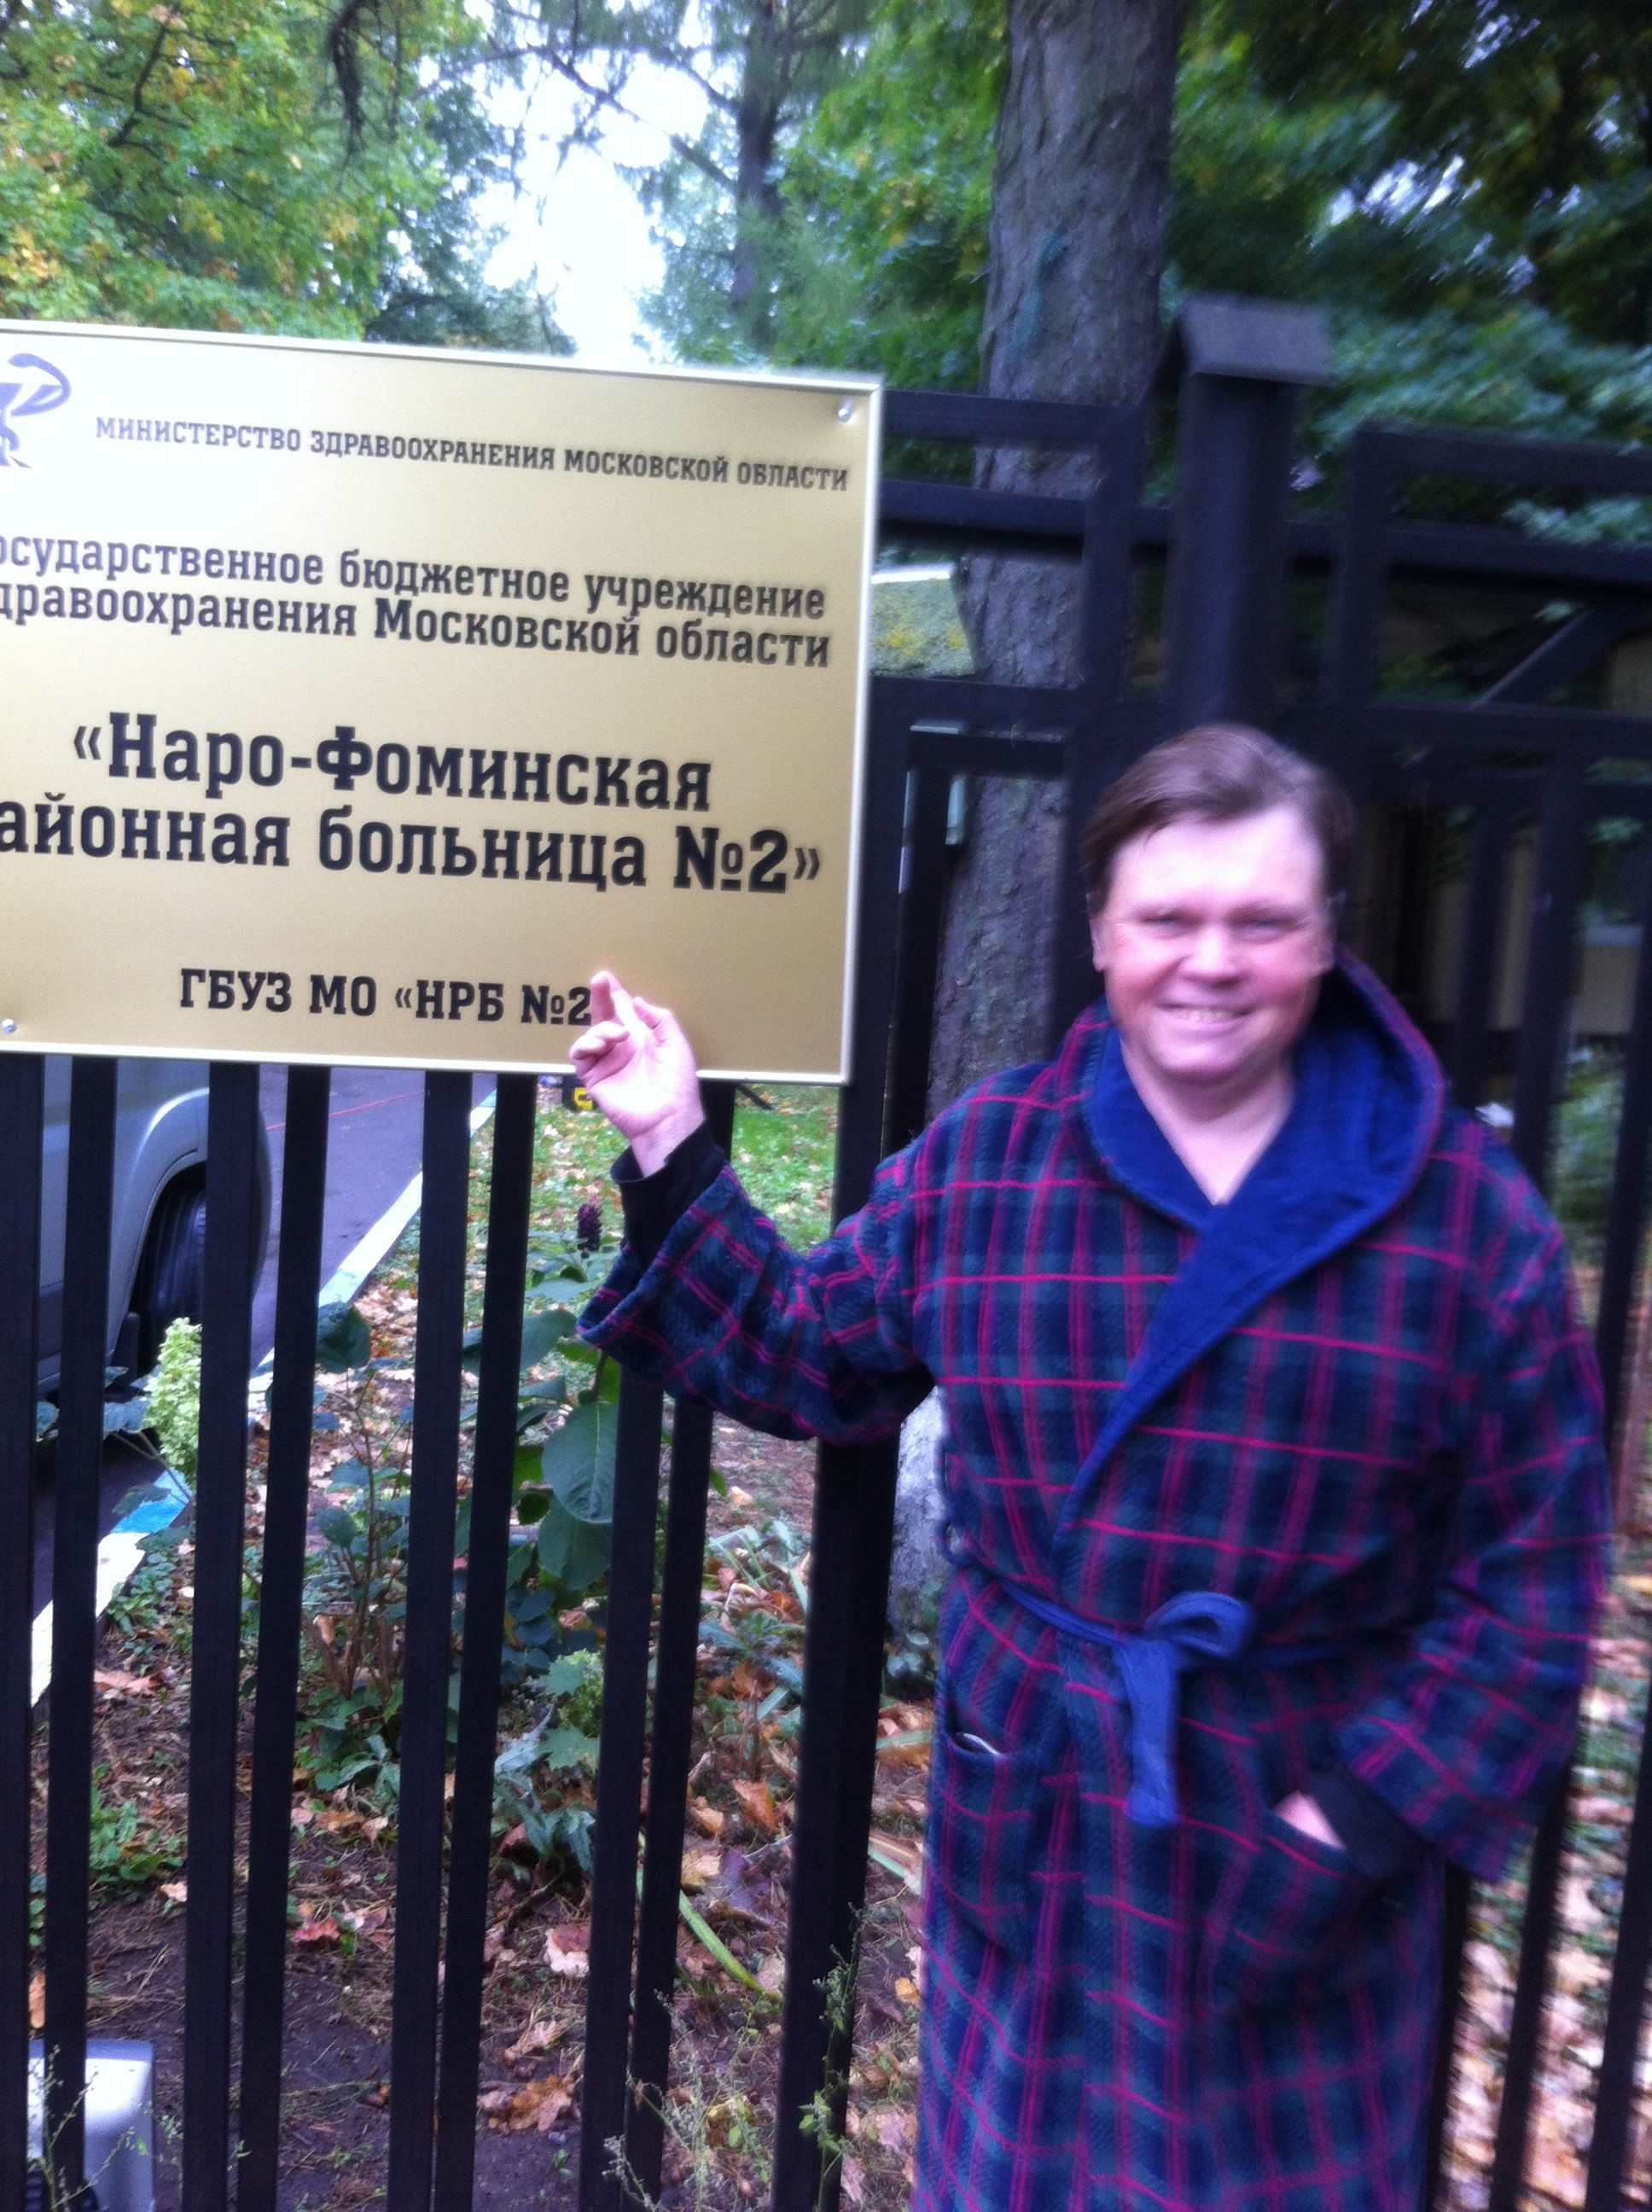 МИНИСТЕРСТВО ЗДРАВООХРАНЕНИЯ МОСКОВСКОЙ ОБЛАСТИ
осударственное бюджетное учреждение
дравоохранения Московской области
«Наро-Фоминская
айонная больница №2»
ГБУЗ МО «НРБ №2